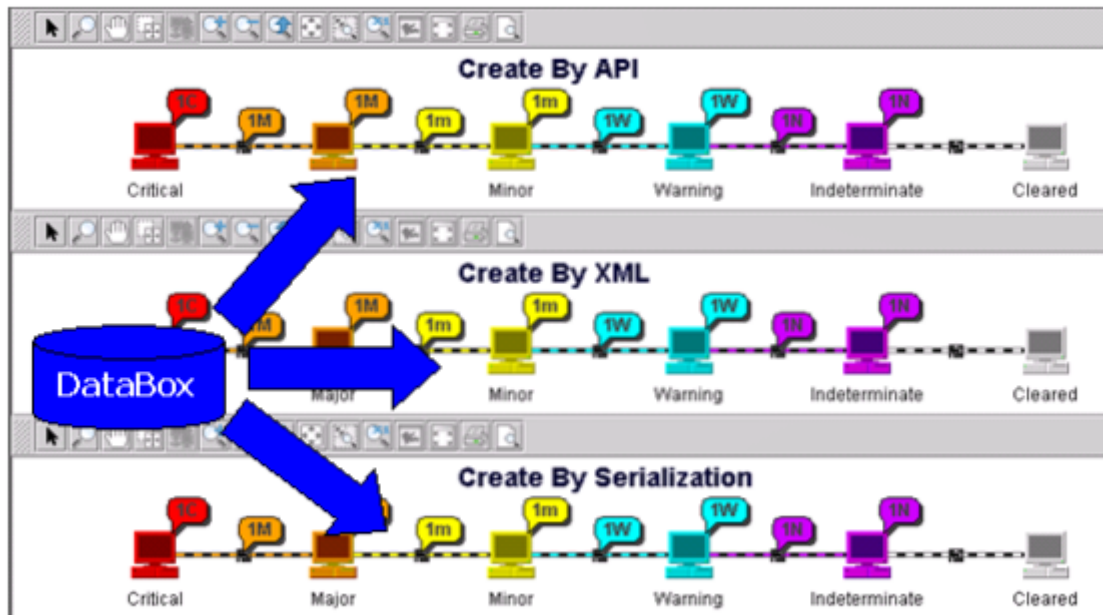 Create By API
1C 1M 1M 1m 1m 1W 1W 1N 1N
Critical Minor Warning Indeterminate Cleared
Create By XML
1C 1M 1M 1m 1m 1W 1W 1N 1N
DataBox
Major Minor Warning Indeterminate Cleared
Create By Serialization
1C 1M 1m 1m 1W 1W 1N 1N
Critical Major Minor Warning Indeterminate Cleared